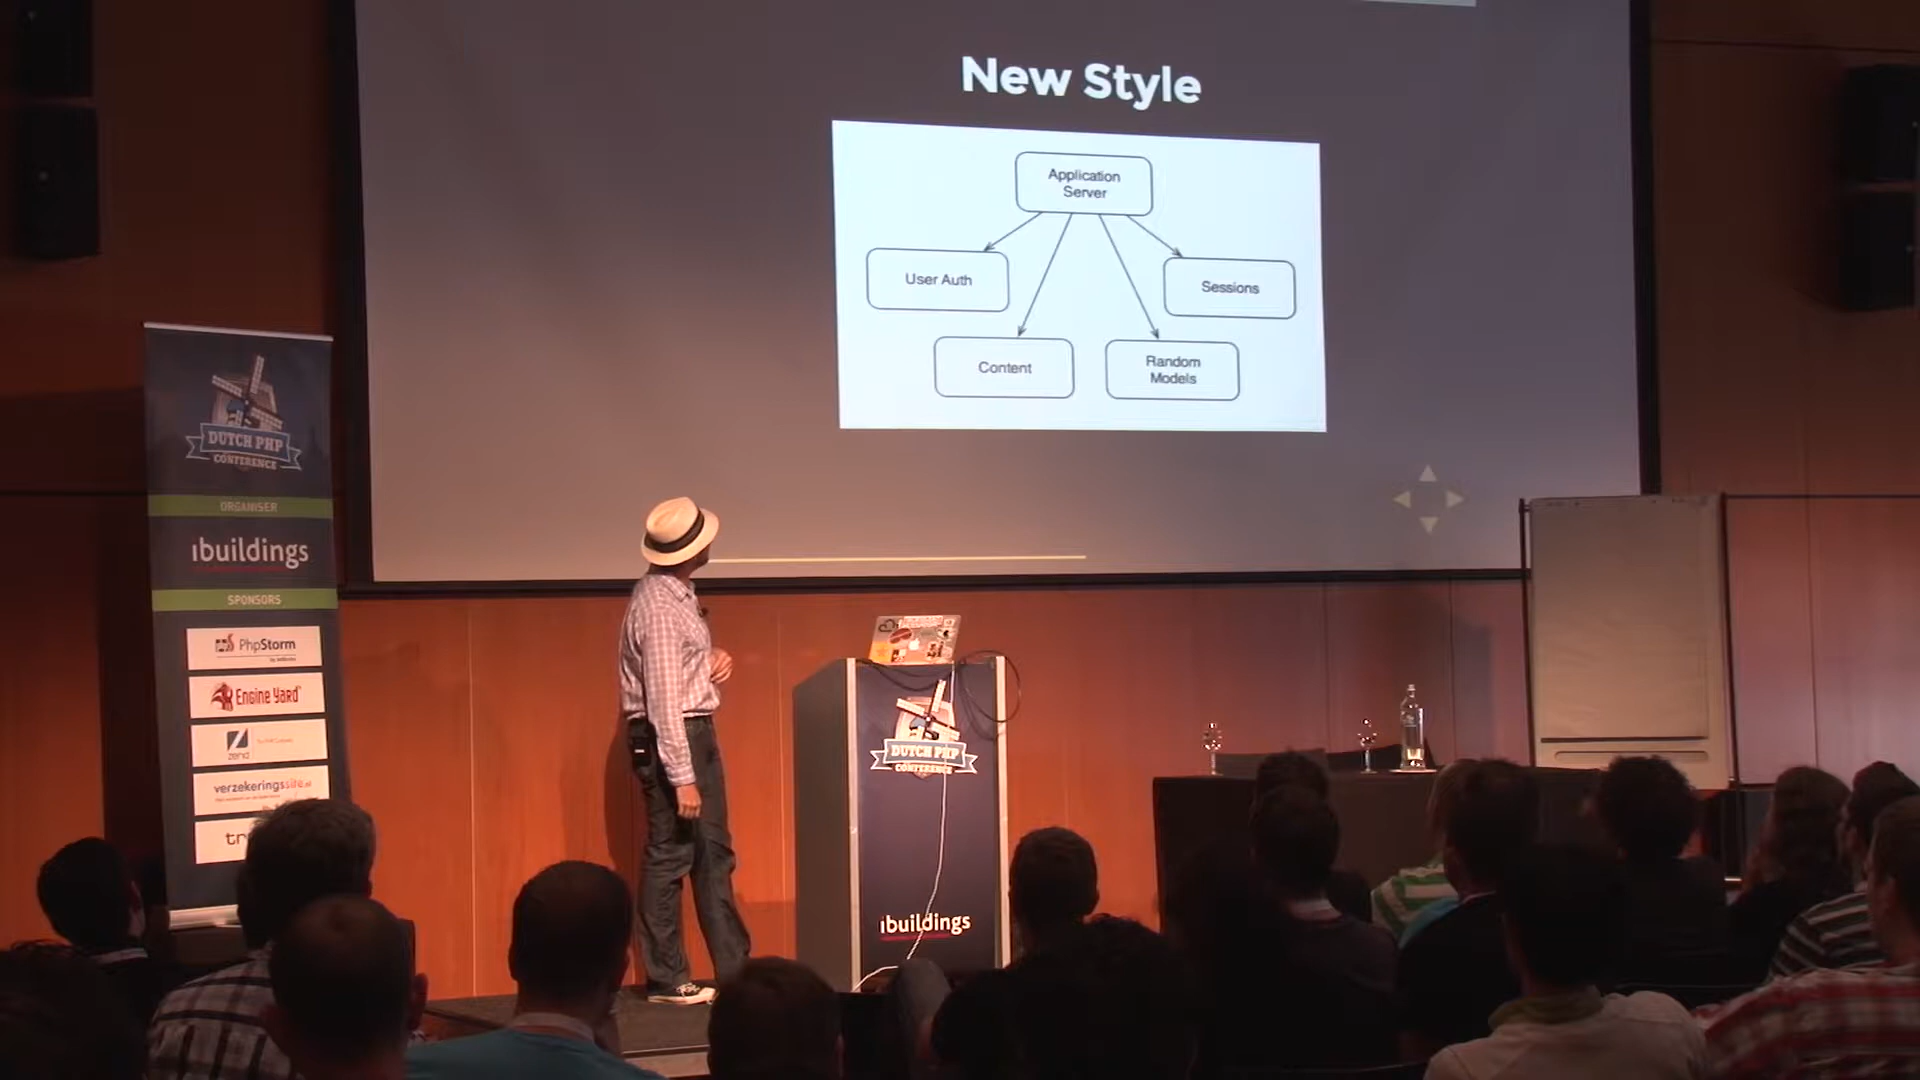 New Style
Application
Server
User Auth
Sessions
Content
Random
Models
DUTCH PHP
CONFERENCE
ORGANISER
ibuildings
SPONSORS
PhpStorm
ENGINE YARD
zend
verzekeringssite.nl
DUTCH PHP
CONFERENCE
ibuildings